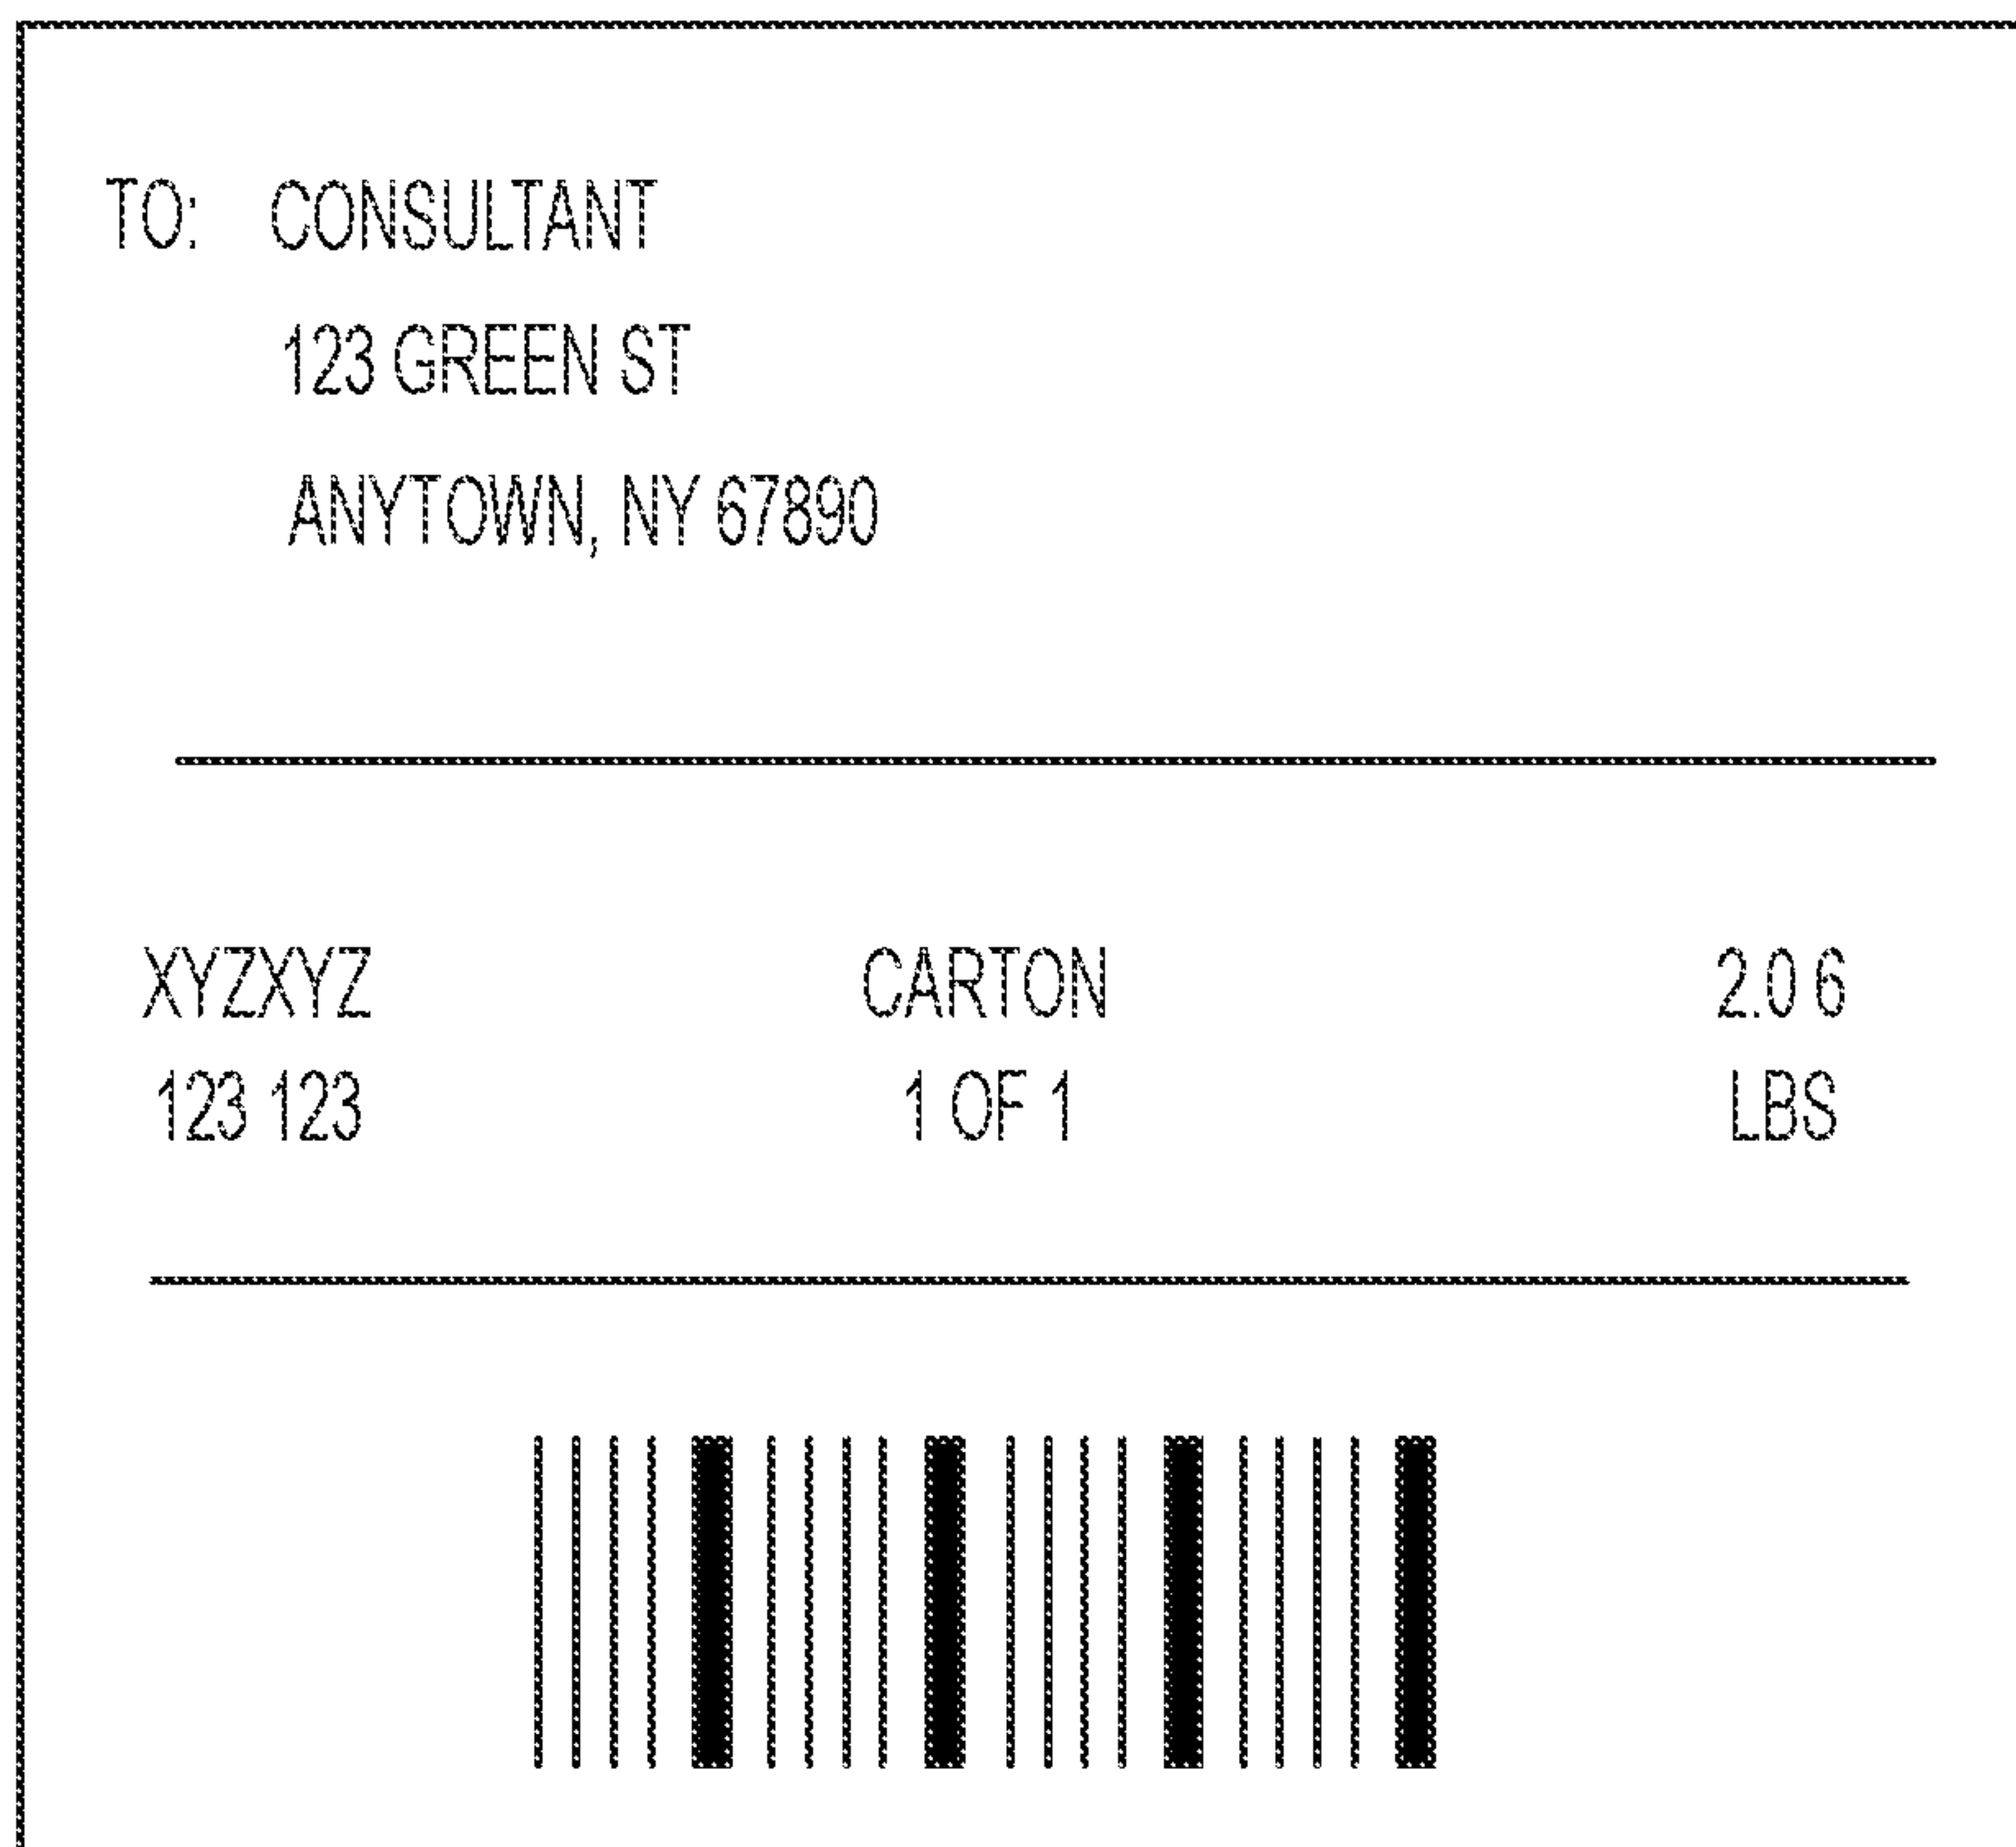 TO: CONSULTANT
123 GREEN ST
ANYTOWN, NY 67890
XYZXYZ CARTON 2.0 6
123 123 1 OF 1 LBS